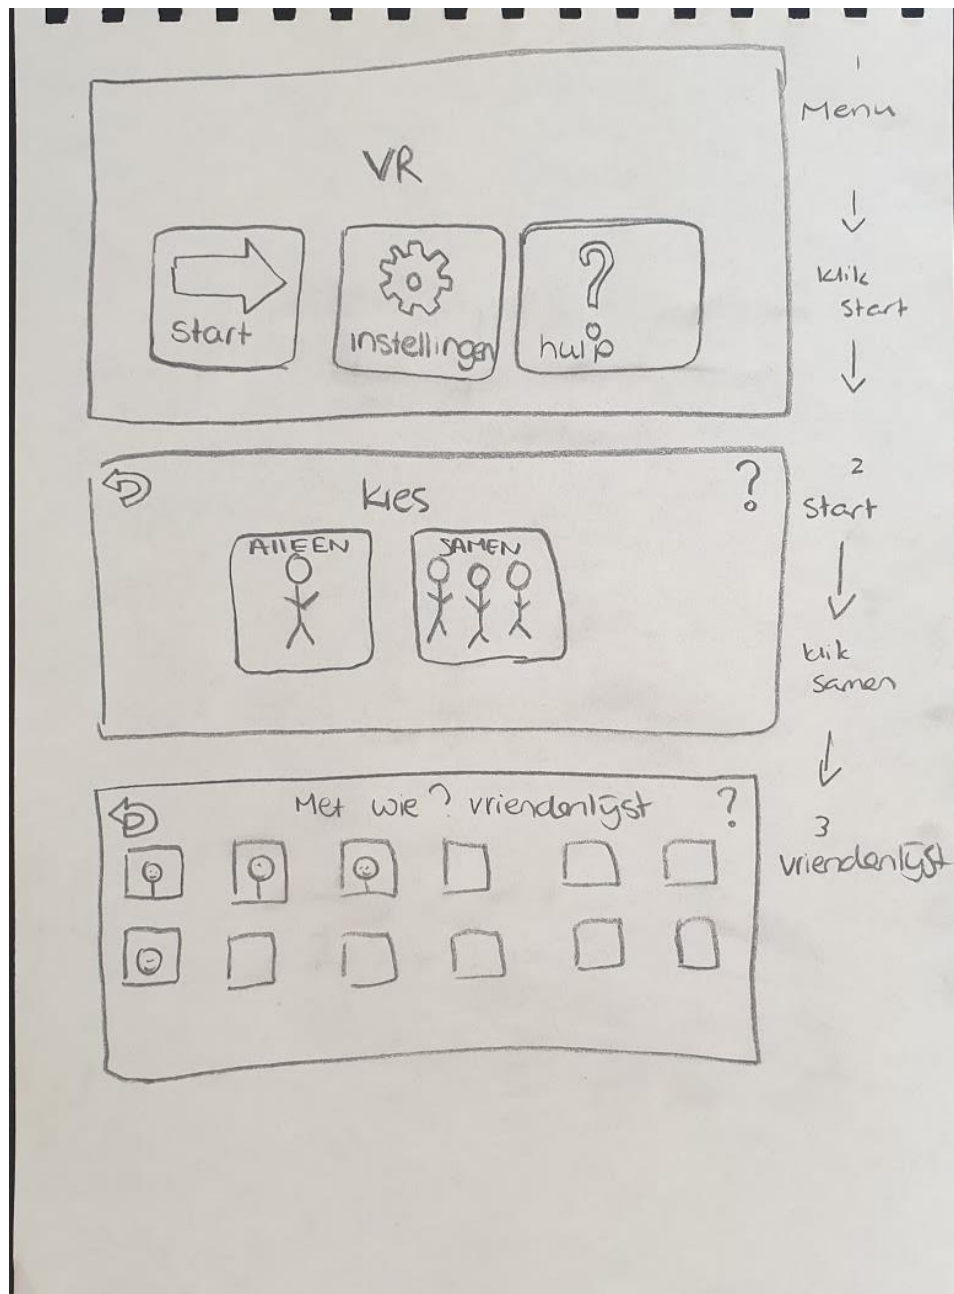 1
Menu
VR
Start
instellingen
hulp
↓
klik
start
↓
2
Start
?
kies
AllEEN
SAMEN
↓
klik
samen
↓
3
vriendenlijst
Met wie? vriendenlijst
?